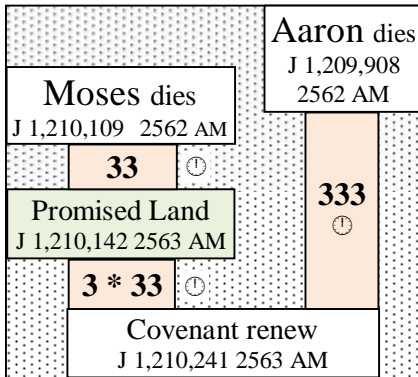 Aaron dies
J 1,209,908
2562 AM
Moses dies
J 1,210,109 2562 AM
33
Promised Land
J 1,210,142 2563 AM
333
3 * 33
Covenant renew
J 1,210,241 2563 AM